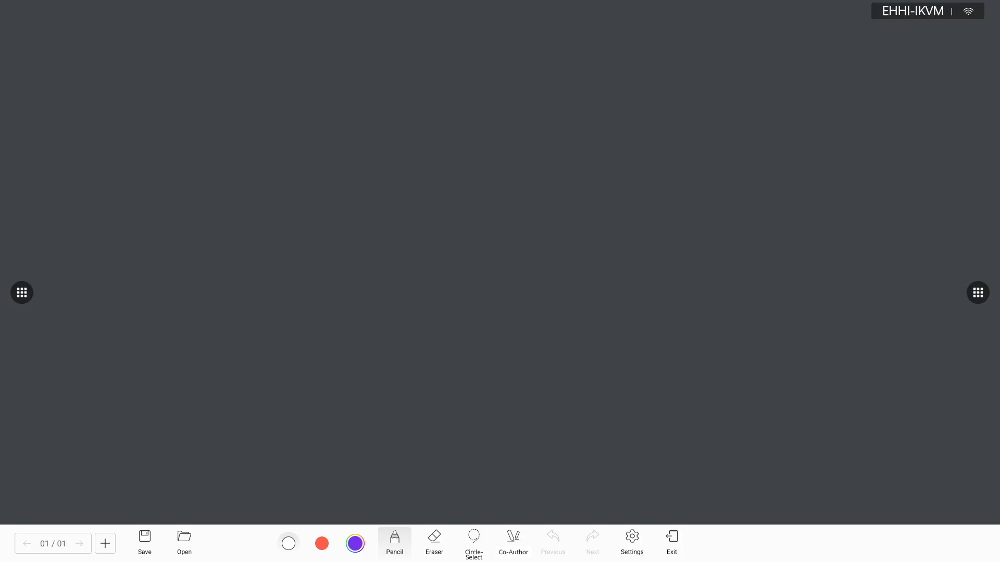 EHHI-IKVM |
01 / 01
Save
Open
Pencil
Eraser
Circle-
Select
Co-Author
Previous
Next
Settings
Exit